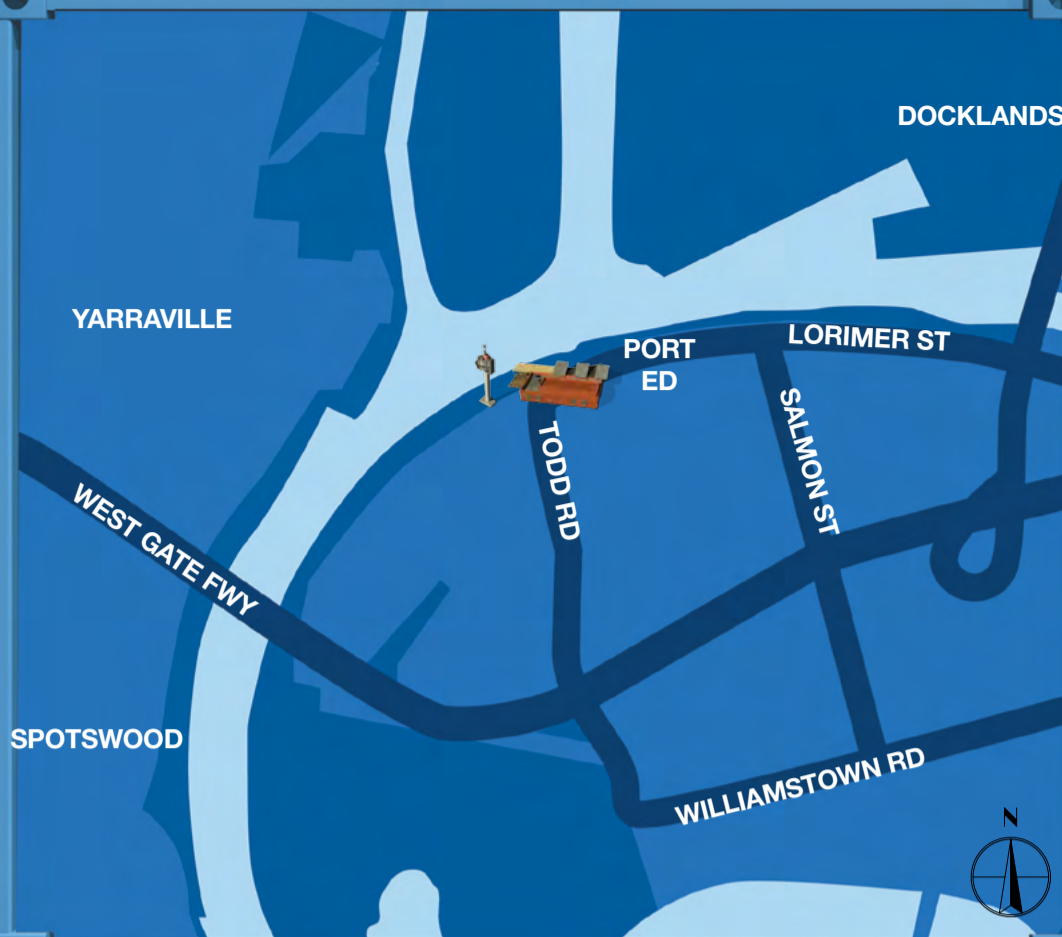 DOCKLANDS
YARRAVILLE
LORIMER ST
PORT
ED
SALMON ST
TODD RD
WEST GATE FWY
SPOTSWOOD
WILLIAMSTOWN RD
N